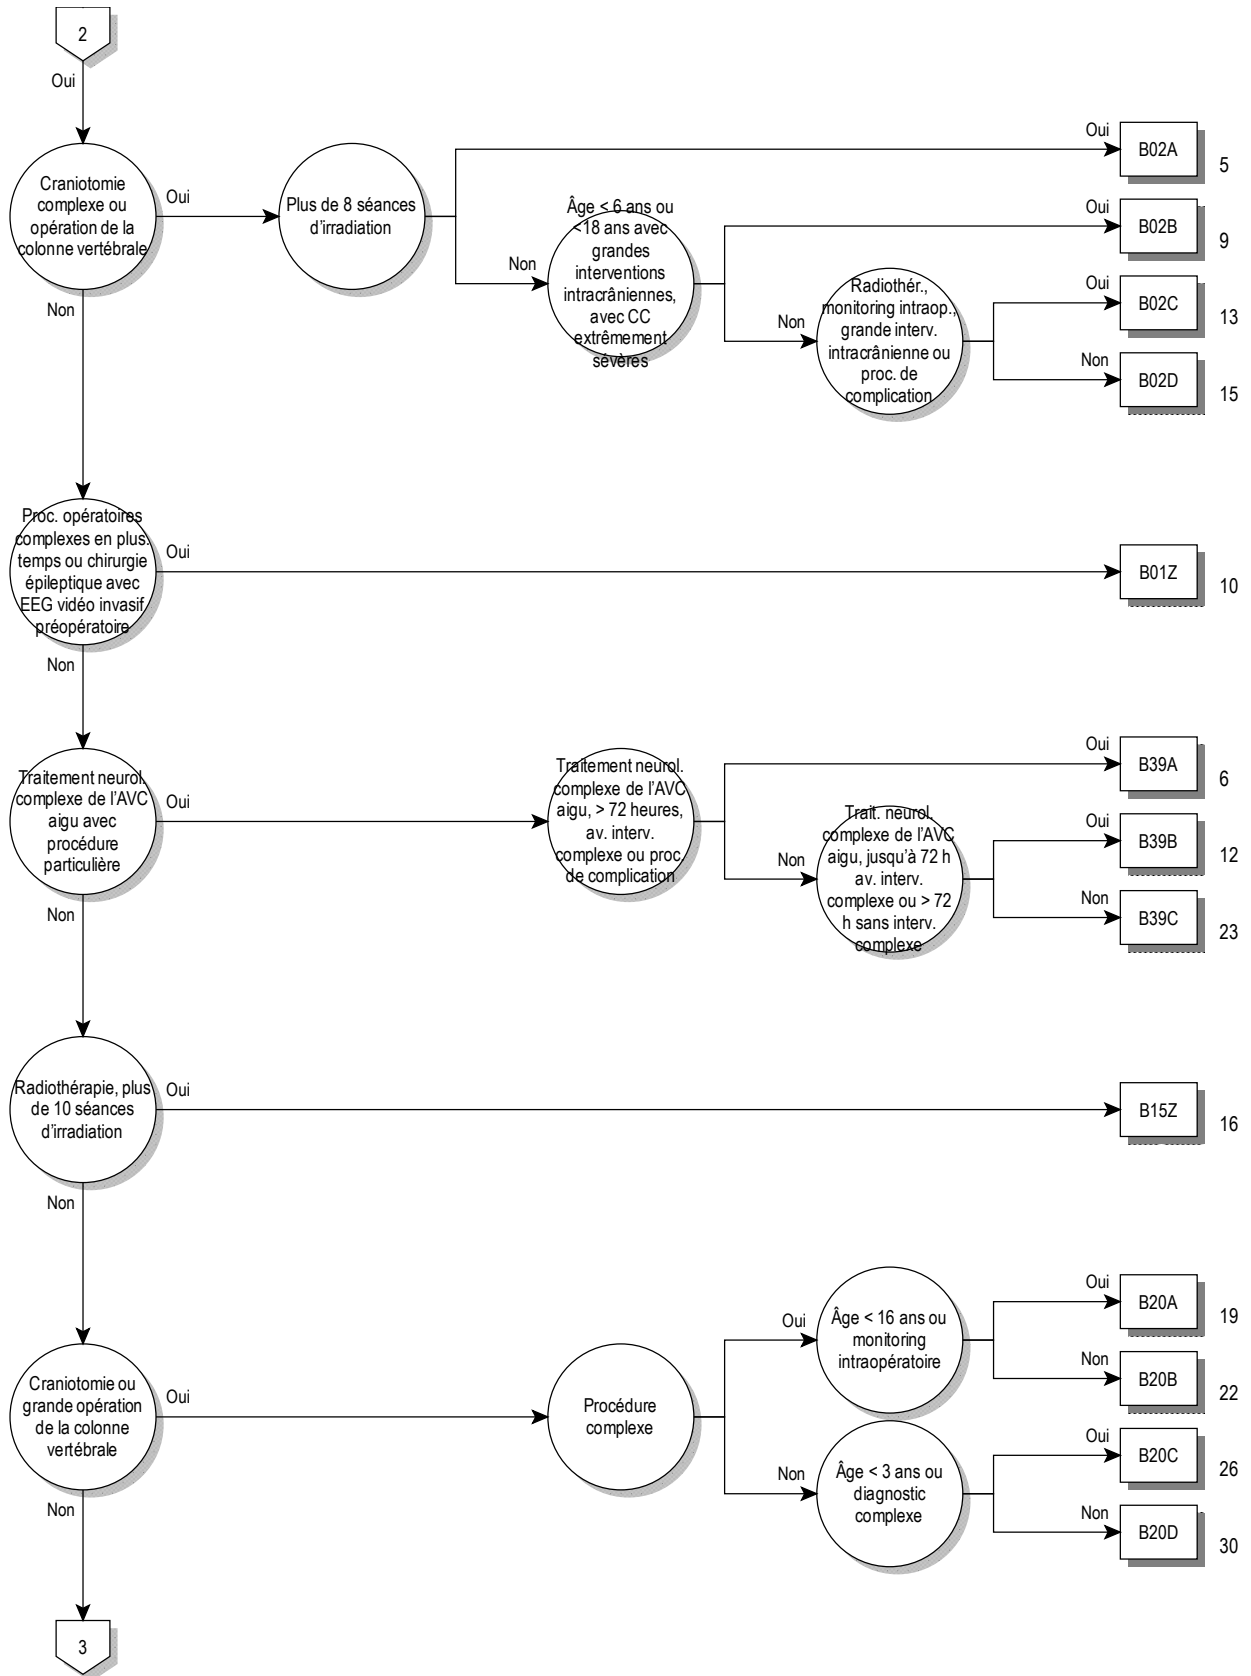 2
Oui
Craniotomie
complexe ou
opération de la
colonne vertébrale
Oui
Plus de 8 séances
d'irradiation
Oui
B02A
5
Non
Âge < 6 ans ou
<18 ans avec
grandes
interventions
intracrâniennes,
avec CC
extrêmement
sévères
Oui
B02B
9
Non
Radiothér.,
monitoring intraop.,
grande interv.
intracrânienne ou
proc. de
complication
Oui
B02C
13
Non
B02D
15
Non
Proc. opératoires
complexes en plus.
temps ou chirurgie
épileptique avec
EEG vidéo invasif
préopératoire
Oui
B01Z
10
Non
Traitement neurol.
complexe de l'AVC
aigu avec
procédure
particulière
Oui
Traitement neurol.
complexe de l'AVC
aigu, > 72 heures,
av. interv.
complexe ou proc.
de complication
Oui
B39A
6
Non
Trait. neurol.
complexe de l'AVC
aigu, jusqu'à 72 h
av. interv.
complexe ou > 72
h sans interv.
complexe
Oui
B39B
12
Non
B39C
23
Non
Radiothérapie, plus
de 10 séances
d'irradiation
Oui
B15Z
16
Non
Craniotomie ou
grande opération
de la colonne
vertébrale
Oui
Procédure
complexe
Oui
Âge < 16 ans ou
monitoring
intraopératoire
Oui
B20A
19
Non
B20B
22
Non
Âge < 3 ans ou
diagnostic
complexe
Oui
B20C
26
Non
B20D
30
Non
3